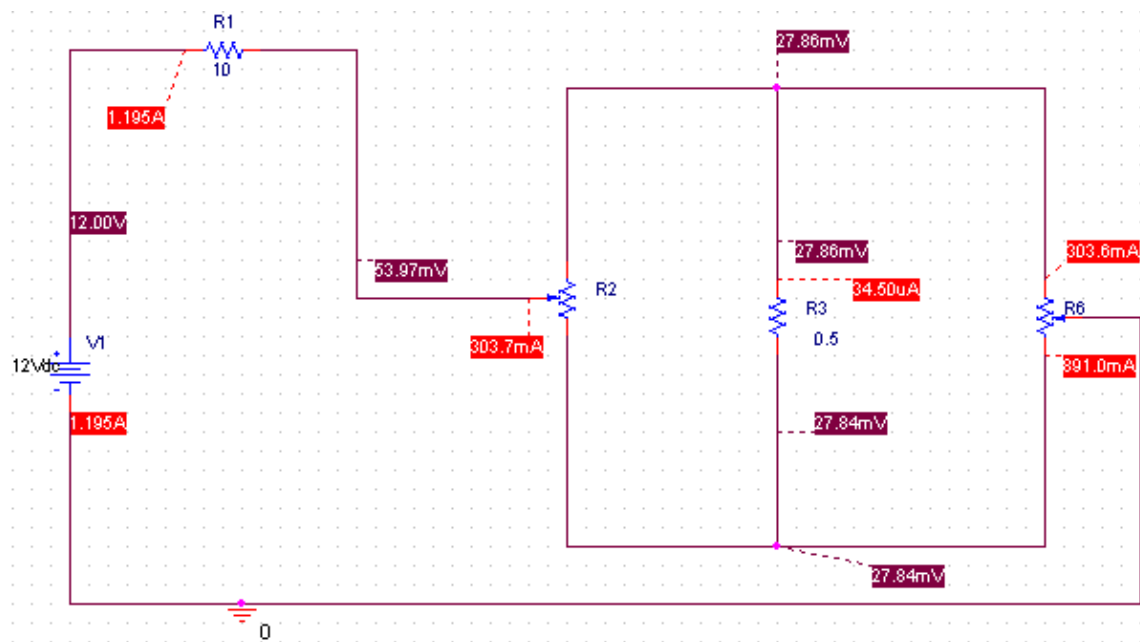 R1
27.86mV
10
1.195A
12.00V
27.86mV
303.6mA
53.97mV
R2
34.50uA
R3
R6
0.5
303.7mA
V1
12Vdc
891.0mA
1.195A
27.84mV
27.84mV
0